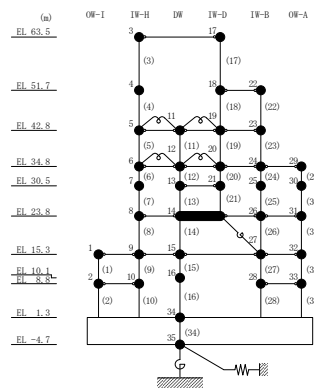 (m) OW-I IW-H DW IW-D IW-B OW-A
EL 63.5 3 17
(3) (17)
EL 51.7 4 18 22
(4) (18) (22)
EL 42.8 5 11 19 23
(5) (11) (19) (23)
EL 34.8 6 12 20 24 29
(6) (12) (20) (24)
EL 30.5 7 13 21 25 30
(7) (13) (21) (25)
EL 23.8 8 14 26 31
(8) (14) (26)
27
EL 15.3 1 9 15 32
(1) (9) (15) (27)
EL 10.1 16
EL 8.8 2 10 28 33
(2) (10) (16) (28)
EL 1.3 34
(34)
EL -4.7 35